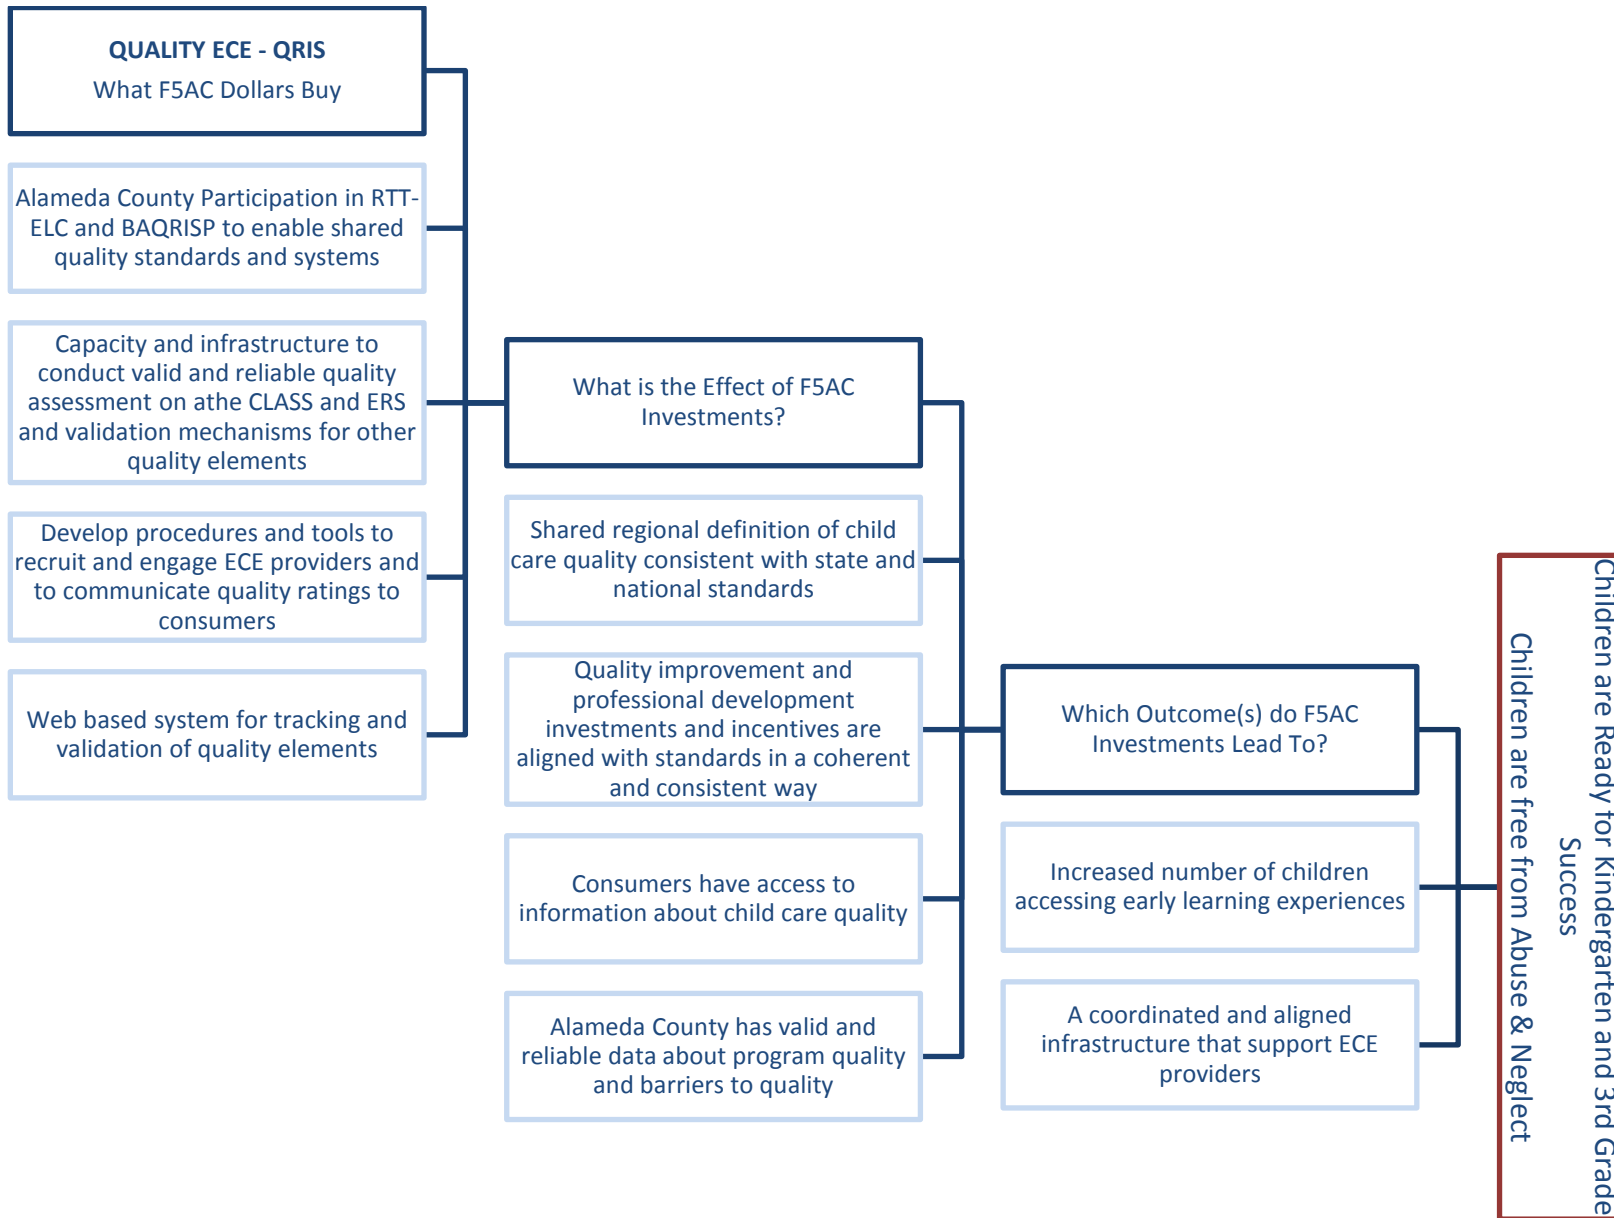 QUALITY ECE - QRIS
What F5AC Dollars Buy
Alameda County Participation in RTT-
ELC and BAQRISP to enable shared
quality standards and systems
Capacity and infrastructure to
conduct valid and reliable quality
assessment on athe CLASS and ERS
and validation mechanisms for other
quality elements
Develop procedures and tools to
recruit and engage ECE providers and
to communicate quality ratings to
consumers
Web based system for tracking and
validation of quality elements
What is the Effect of F5AC
Investments?
Shared regional definition of child
care quality consistent with state and
national standards
Quality improvement and
professional development
investments and incentives are
aligned with standards in a coherent
and consistent way
Consumers have access to
information about child care quality
Alameda County has valid and
reliable data about program quality
and barriers to quality
Which Outcome(s) do F5AC
Investments Lead To?
Increased number of children
accessing early learning experiences
A coordinated and aligned
infrastructure that support ECE
providers
Children are Ready for Kindergarten and 3rd Grade
Success
Children are free from Abuse & Neglect